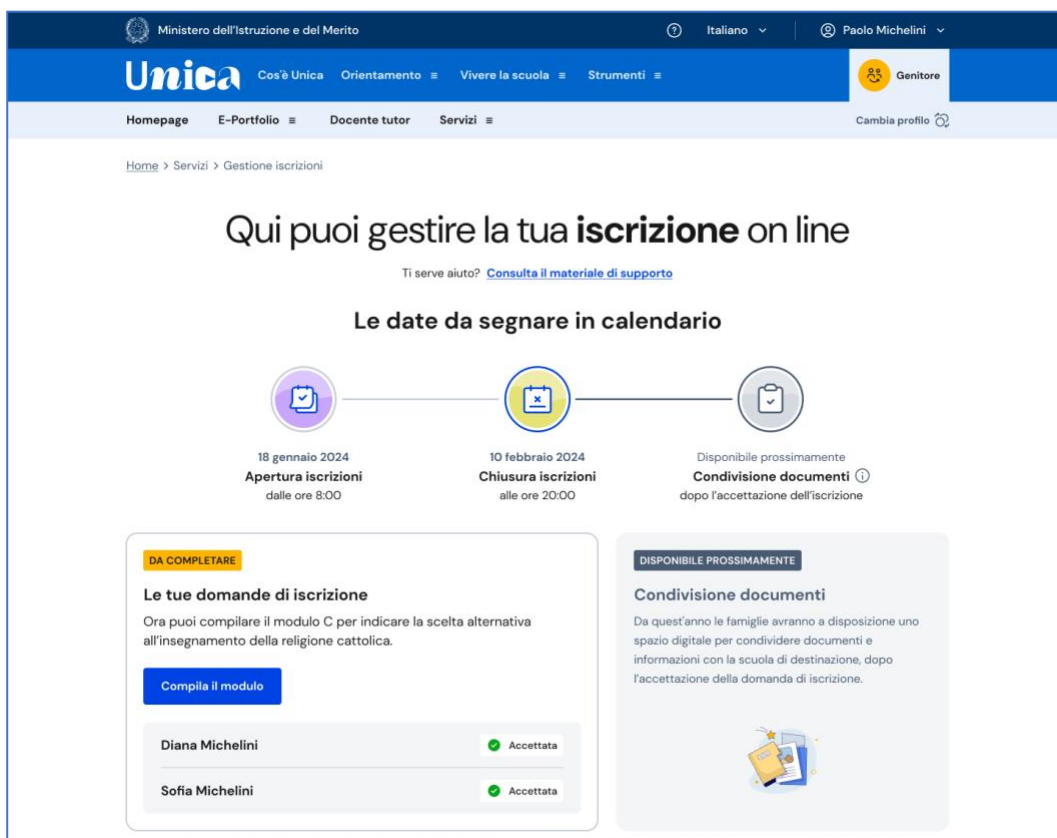 Ministero dell'Istruzione e del Merito
Italiano
Paolo Michelini
Unica
Cos'è Unica
Orientamento
Vivere la scuola
Strumenti
Genitore
Homepage
E-Portfolio
Docente tutor
Servizi
Cambia profilo
Home > Servizi > Gestione iscrizioni
Qui puoi gestire la tua iscrizione on line
Ti serve aiuto? Consulta il materiale di supporto
Le date da segnare in calendario
18 gennaio 2024
Apertura iscrizioni
dalle ore 8:00
10 febbraio 2024
Chiusura iscrizioni
alle ore 20:00
Disponibile prossimamente
Condivisione documenti
dopo l'accettazione dell'iscrizione
DA COMPLETARE
Le tue domande di iscrizione
Ora puoi compilare il modulo C per indicare la scelta alternativa
all'insegnamento della religione cattolica.
Compila il modulo
Diana Michelini
Accettata
Sofia Michelini
Accettata
DISPONIBILE PROSSIMAMENTE
Condivisione documenti
Da quest'anno le famiglie avranno a disposizione uno
spazio digitale per condividere documenti e
informazioni con la scuola di destinazione, dopo
l'accettazione della domanda di iscrizione.